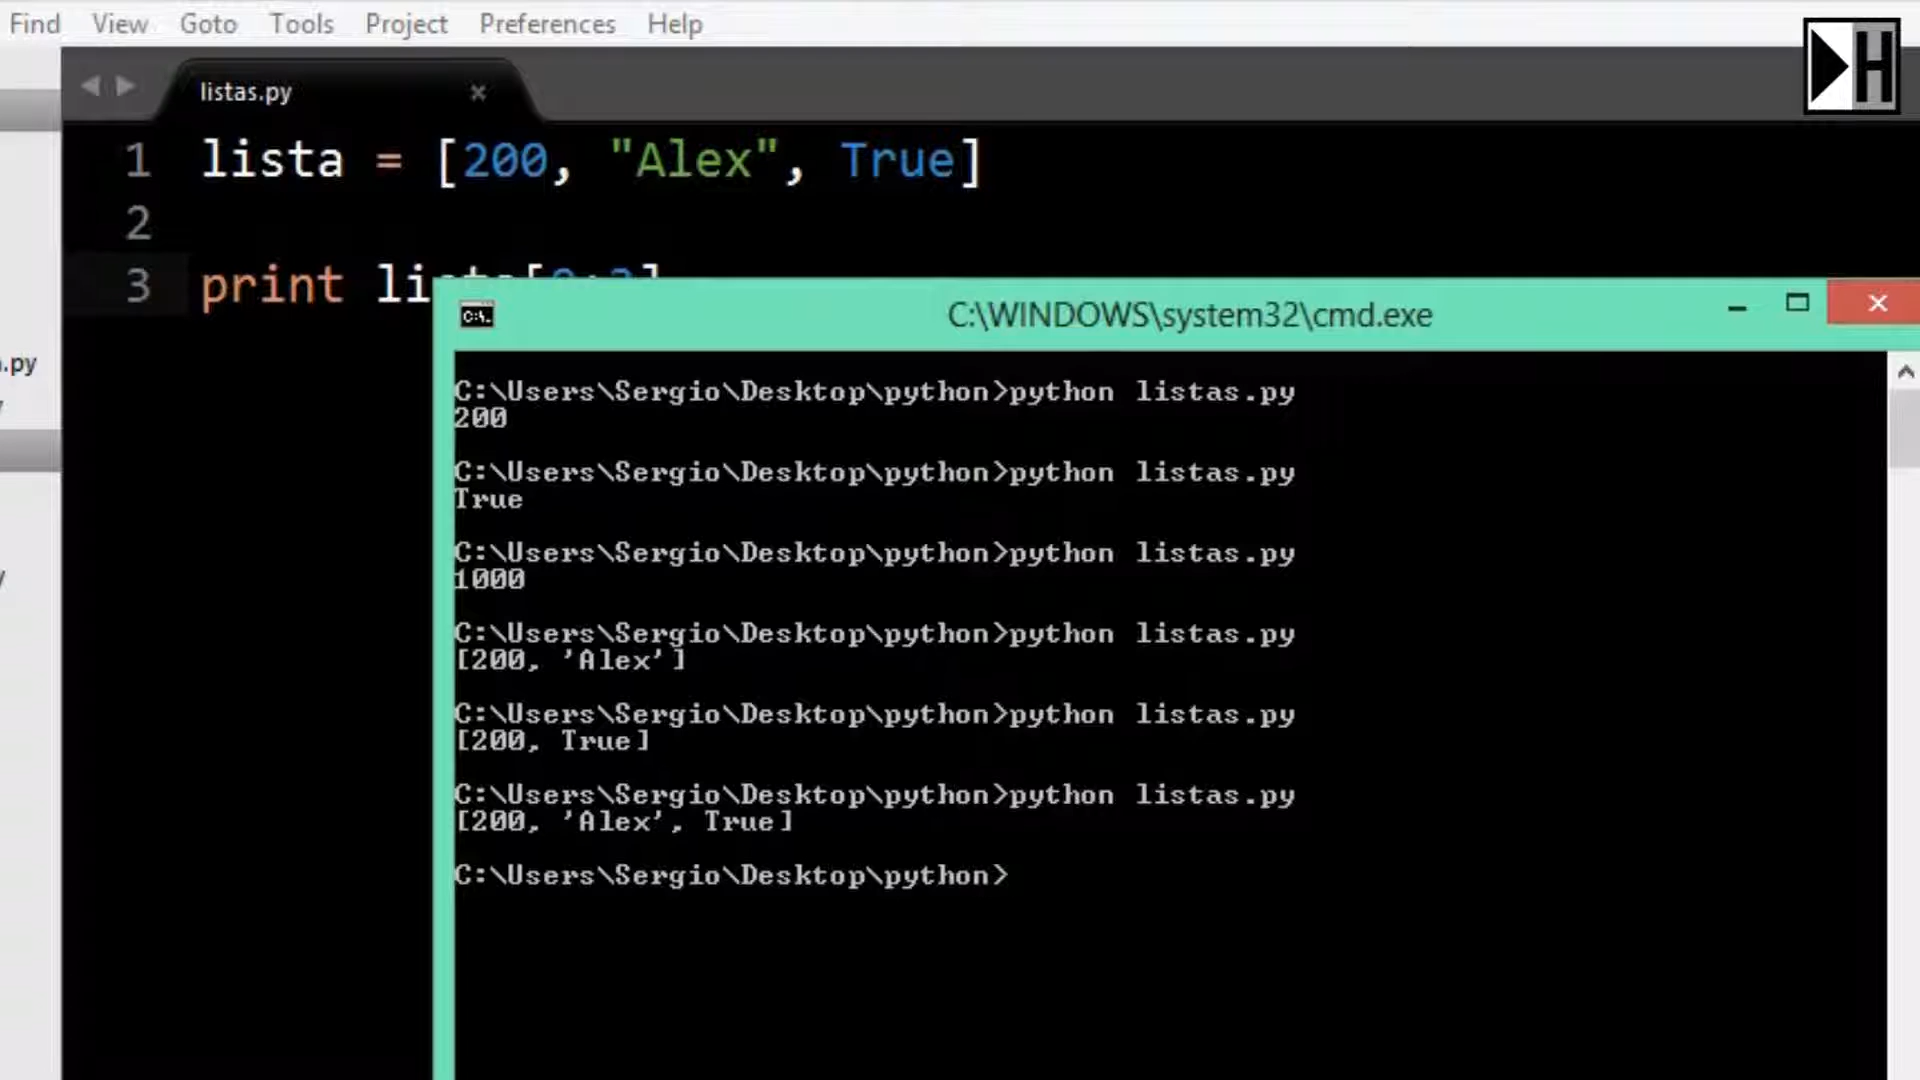 Find View Goto Tools Project Preferences Help
H
listas.py
1 lista = [200, "Alex", True]
2
3 print lista[0:3]
.py
C:\WINDOWS\system32\cmd.exe
C:\Users\Sergio\Desktop\python>python listas.py
200
C:\Users\Sergio\Desktop\python>python listas.py
True
C:\Users\Sergio\Desktop\python>python listas.py
1000
C:\Users\Sergio\Desktop\python>python listas.py
[200, 'Alex']
C:\Users\Sergio\Desktop\python>python listas.py
[200, True]
C:\Users\Sergio\Desktop\python>python listas.py
[200, 'Alex', True]
C:\Users\Sergio\Desktop\python>